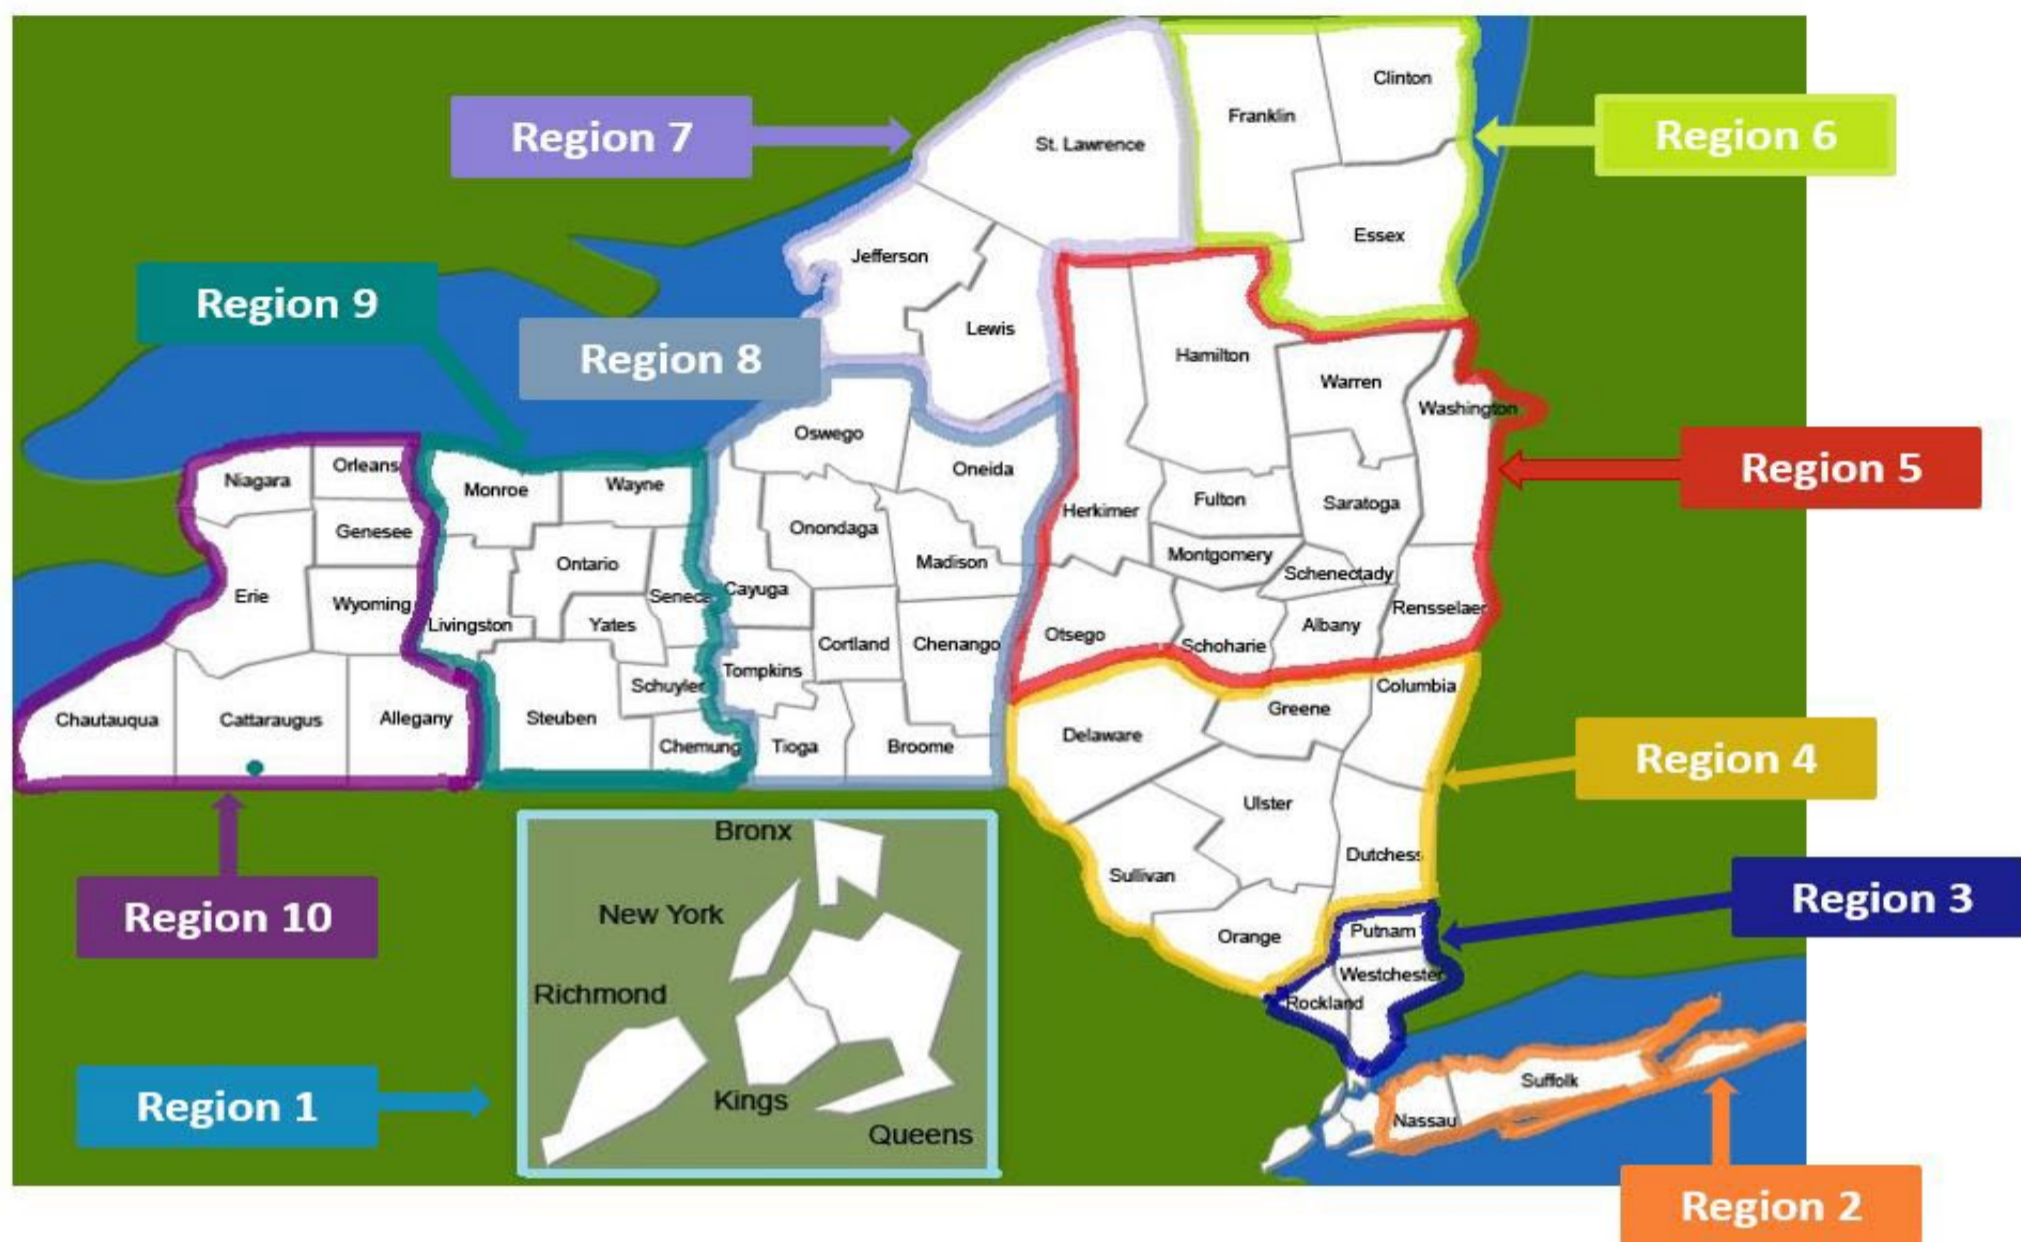 Clinton
Region 7
Franklin
Region 6
St. Lawrence
Essex
Jefferson
Region 9
Lewis
Region 8
Hamilton
Warren
Washington
Oswego
Oneida
Orleans
Niagara
Monroe
Wayne
Region 5
Herkimer
Fulton
Saratoga
Onondaga
Genesee
Madison
Montgomery
Ontario
Schenectady
Cayuga
Erie
Wyoming
Seneca
Rensselaer
Livingston
Yates
Albany
Otsego
Cortland
Chenango
Schoharie
Tompkins
Schuyler
Columbia
Chautauqua
Cattaraugus
Allegany
Steuben
Greene
Delaware
Chemung
Tioga
Broome
Region 4
Ulster
Bronx
Dutchess
Sullivan
Region 3
New York
Region 10
Putnam
Orange
Westchester
Richmond
Rockland
Suffolk
Region 1
Kings
Nassau
Queens
Region 2